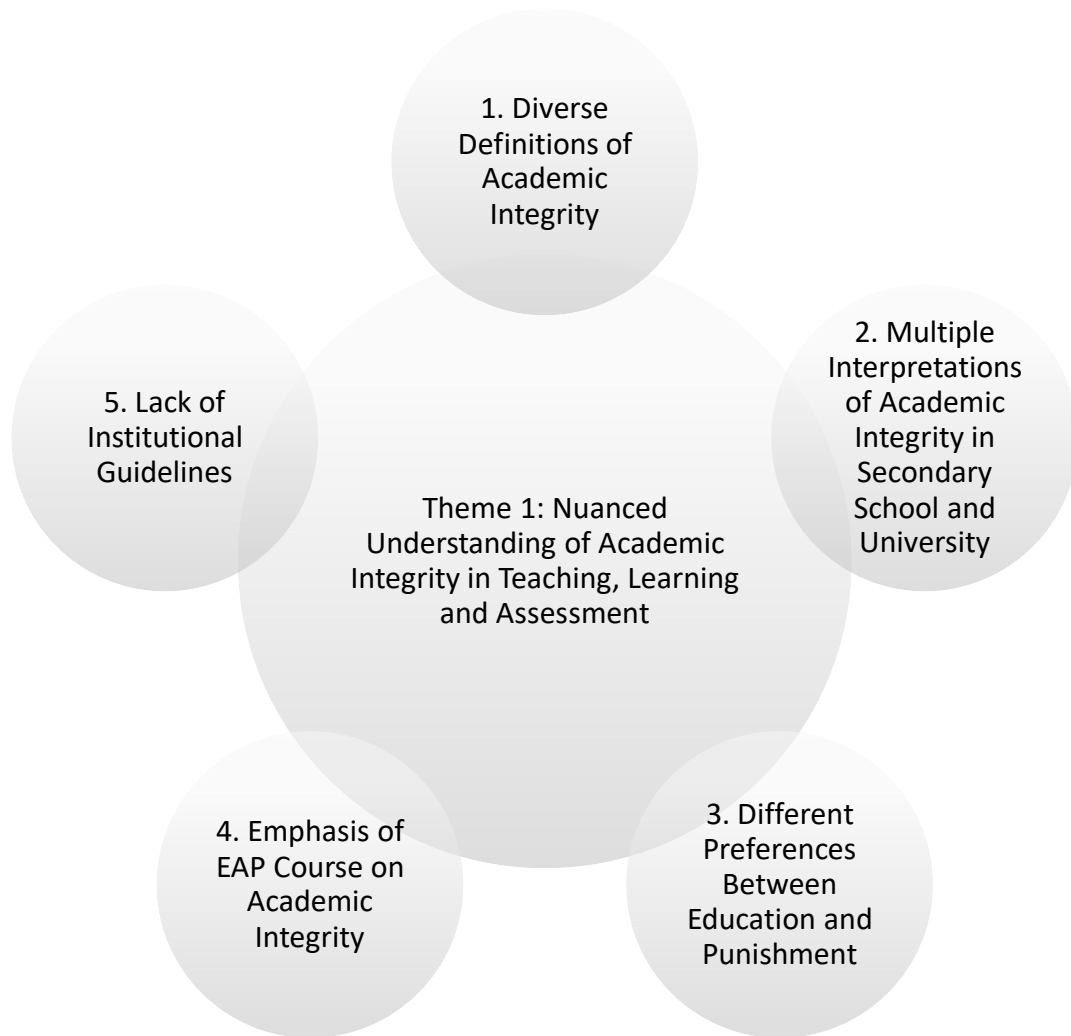 1. Diverse
Definitions of
Academic
Integrity
2. Multiple
Interpretations
of Academic
Integrity in
Secondary
School and
University
3. Different
Preferences
Between
Education and
Punishment
4. Emphasis of
EAP Course on
Academic
Integrity
5. Lack of
Institutional
Guidelines
Theme 1: Nuanced
Understanding of Academic
Integrity in Teaching, Learning
and Assessment